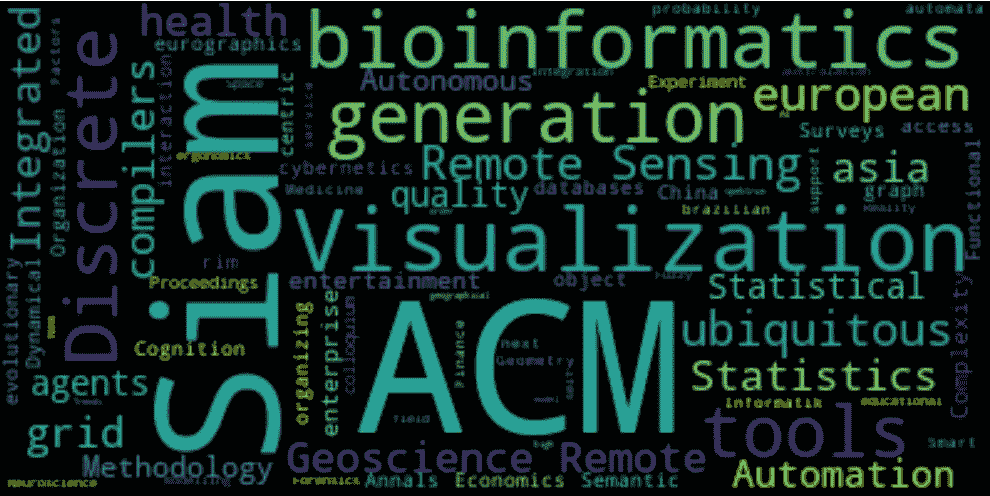 probability
automata
health
bioinformatics
eurographics
Integrated
Discrete
compilers
Siam
Autonomous
Integration
Experiment
european
space
centric
service
generation
Surveys
access
interaction
Organization
factors
ergonomics
cybernetics
Remote Sensing
asia
Medicine
quality
databases
China
support
graph
Functional
brazilian
Visualization
rim
Proceedings
entertainment
object
fuzzy
Statistical
evolutionary
Dynamical
geographical
organizing
enterprise
colloquium
ACM
Finance
next
Geometry
ubiquitous
Complexity
Cognition
agents
Statistics
Informatik
educational
field
grid
tools
Smart
Methodology
Geoscience Remote
Neuroscience
Forensics
Annals
Economics
Semantic
Automation